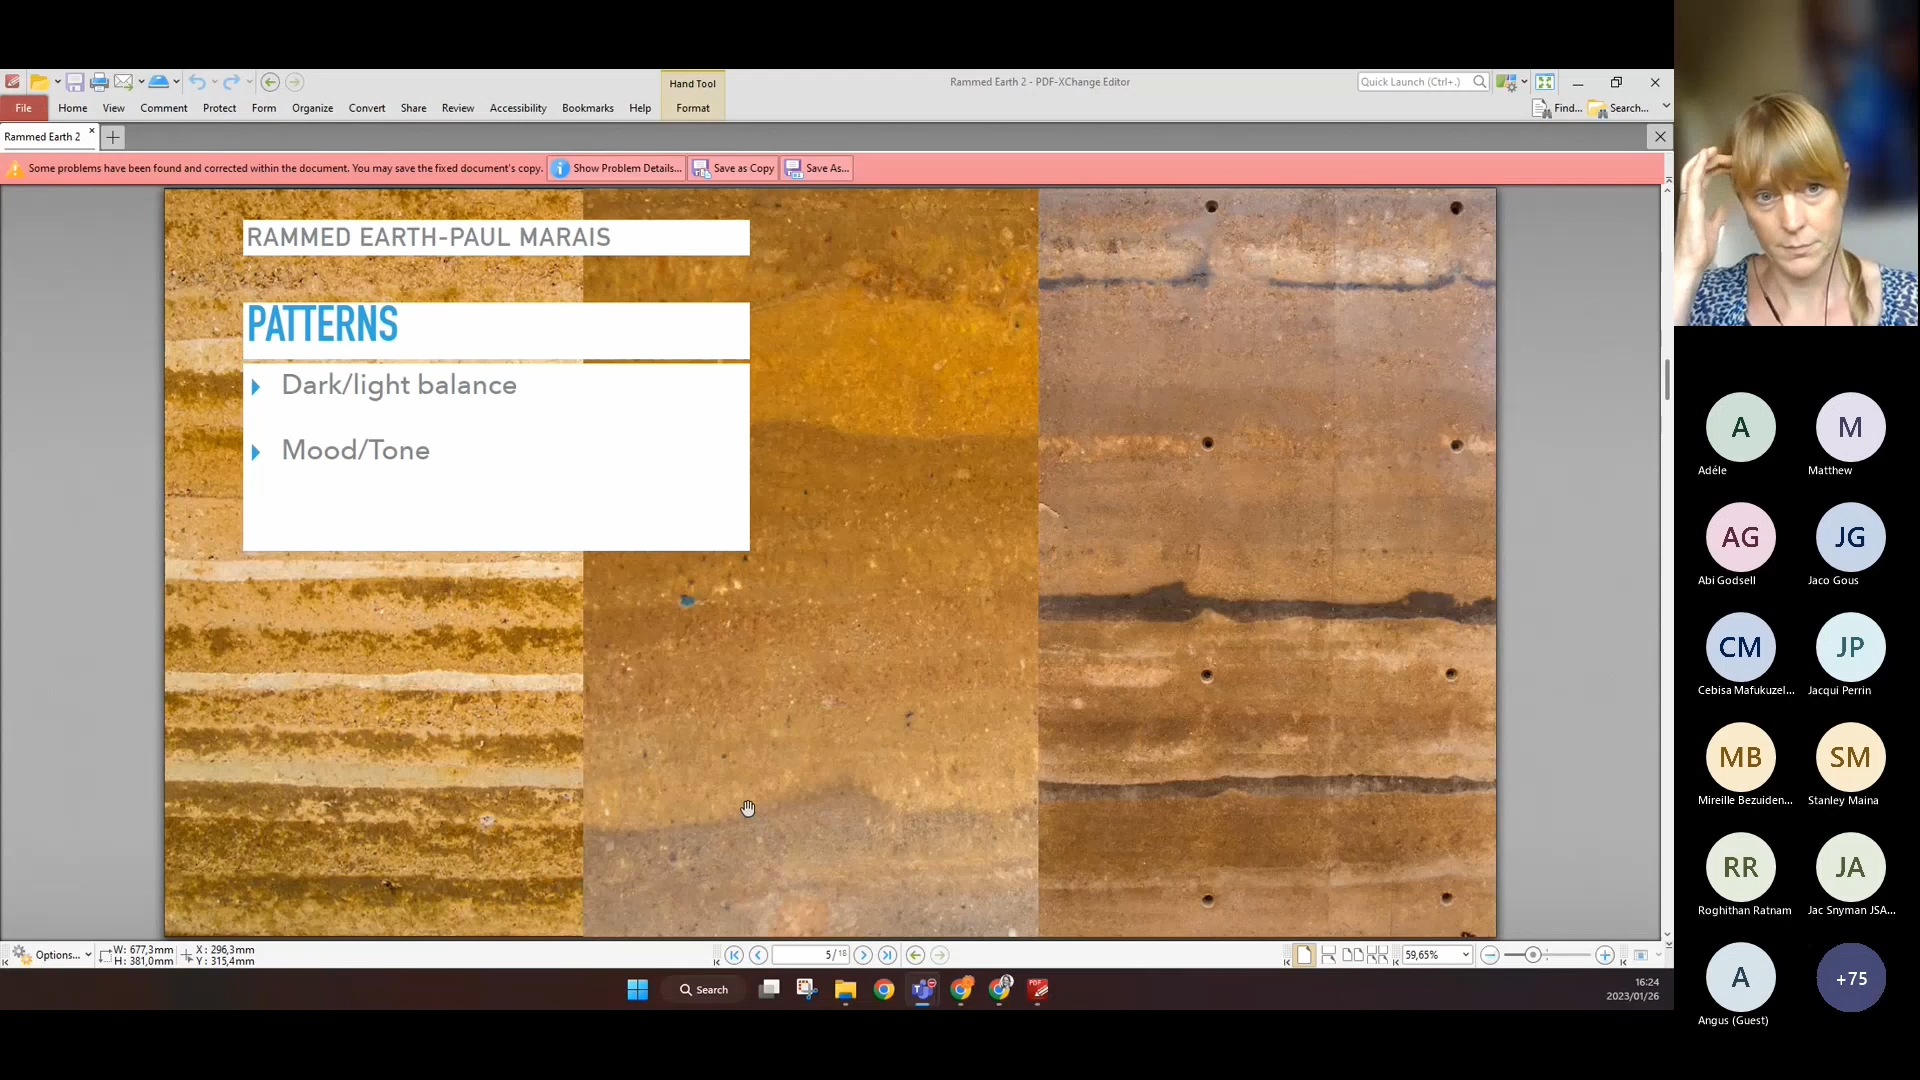 Hand Tool
Rammed Earth 2 - PDF-XChange Editor
Quick Launch (Ctrl+.)
File
Home
View
Comment
Protect
Form
Organize
Convert
Share
Review
Accessibility
Bookmarks
Help
Format
Find...
Search...
Rammed Earth 2
Some problems have been found and corrected within the document. You may save the fixed document's copy.
Show Problem Details...
Save as Copy
Save As...
RAMMED EARTH-PAUL MARAIS
PATTERNS
Dark/light balance
Mood/Tone
A
Adéle
M
Matthew
AG
Abi Godsell
JG
Jaco Gous
CM
Cebisa Mafukuzel...
JP
Jacqui Perrin
MB
Mireille Bezuiden...
SM
Stanley Maina
RR
Roghithan Ratnam
JA
Jac Snyman JSA...
A
Angus (Guest)
+75
Options...
W: 677,3mm
H: 381,0mm
X: 296,3mm
Y: 315,4mm
5/18
59,65%
Search
16:24
2023/01/26